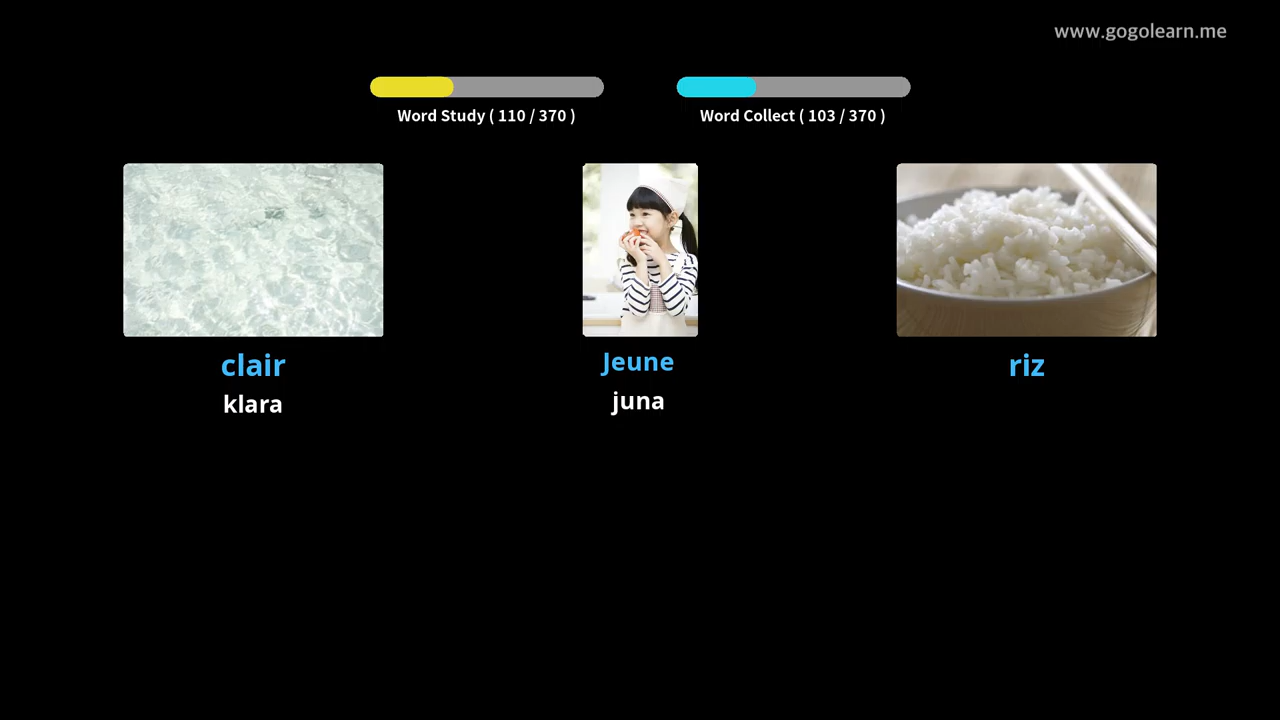 www.gogolearn.me
Word Study ( 110 / 370 )
Word Collect ( 103 / 370 )
clair
klara
Jeune
juna
riz